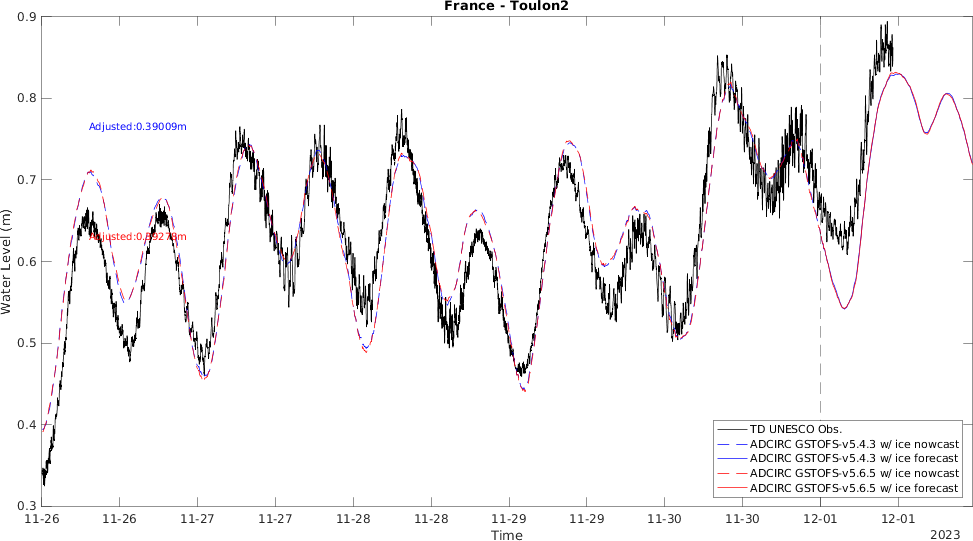 France - Toulon2
0.9
0.8
0.7
0.6
0.5
0.4
0.3
Water Level (m)
Adjusted:0.39009m
Adjusted:0.39278m
TD UNESCO Obs.
ADCIRC GSTOFS-v5.4.3 w/ ice nowcast
ADCIRC GSTOFS-v5.4.3 w/ ice forecast
ADCIRC GSTOFS-v5.6.5 w/ ice nowcast
ADCIRC GSTOFS-v5.6.5 w/ ice forecast
11-26 11-26 11-27 11-27 11-28 11-28 11-29 11-29 11-30 11-30 12-01 12-01
Time
2023